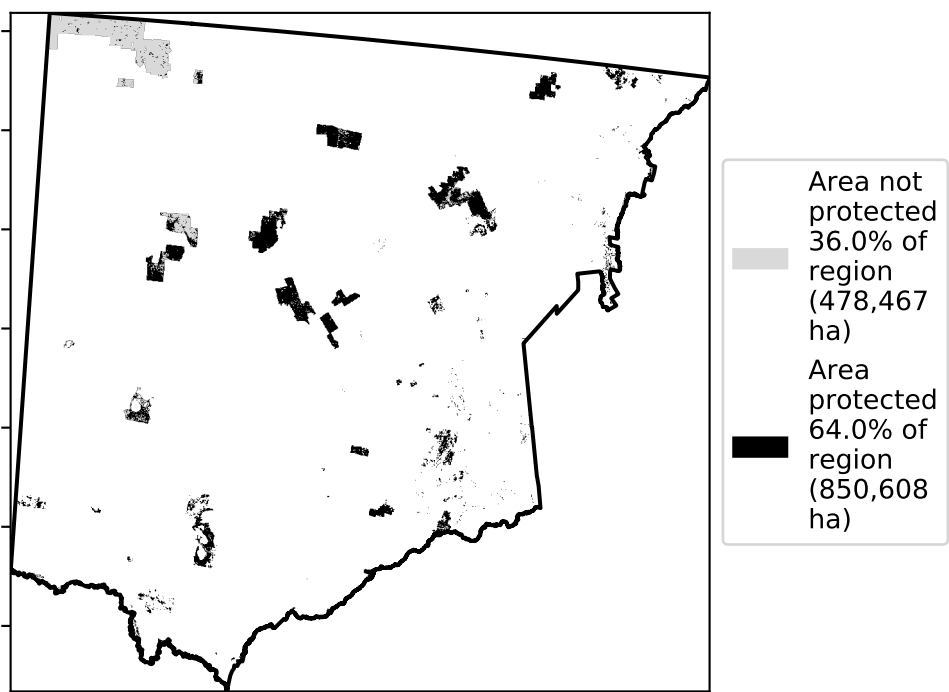 Area not
protected
36.0% of
region
(478,467
ha)
Area
protected
64.0% of
region
(850,608
ha)